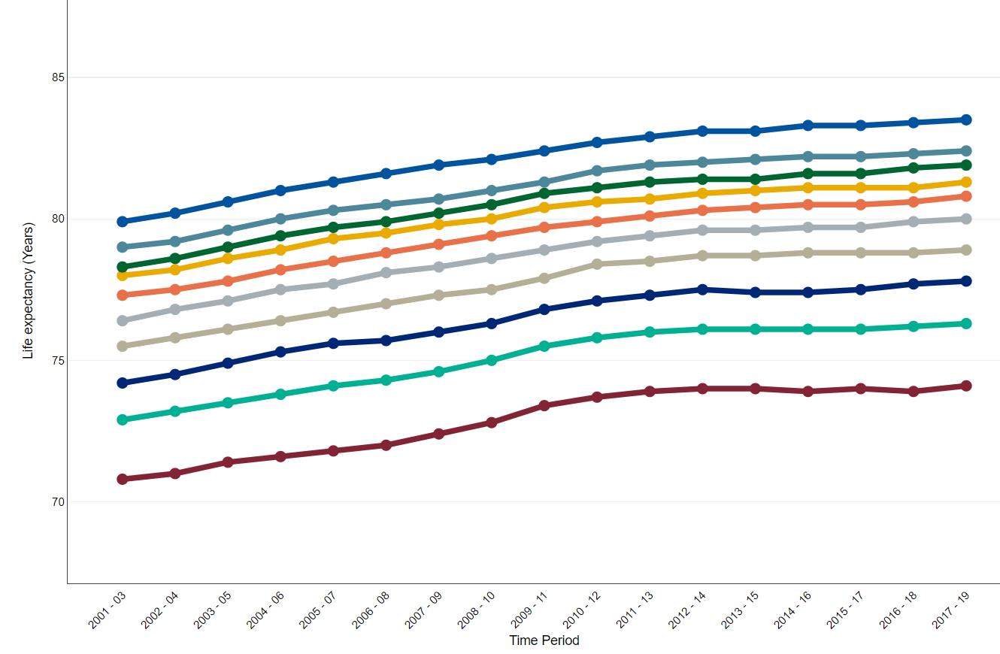 85
80
75
70
Life expectancy (Years)
2001 - 03
2002 - 04
2003 - 05
2004 - 06
2005 - 07
2006 - 08
2007 - 09
2008 - 10
2009 - 11
2010 - 12
2011 - 13
2012 - 14
2013 - 15
2014 - 16
2015 - 17
2016 - 18
2017 - 19
Time Period